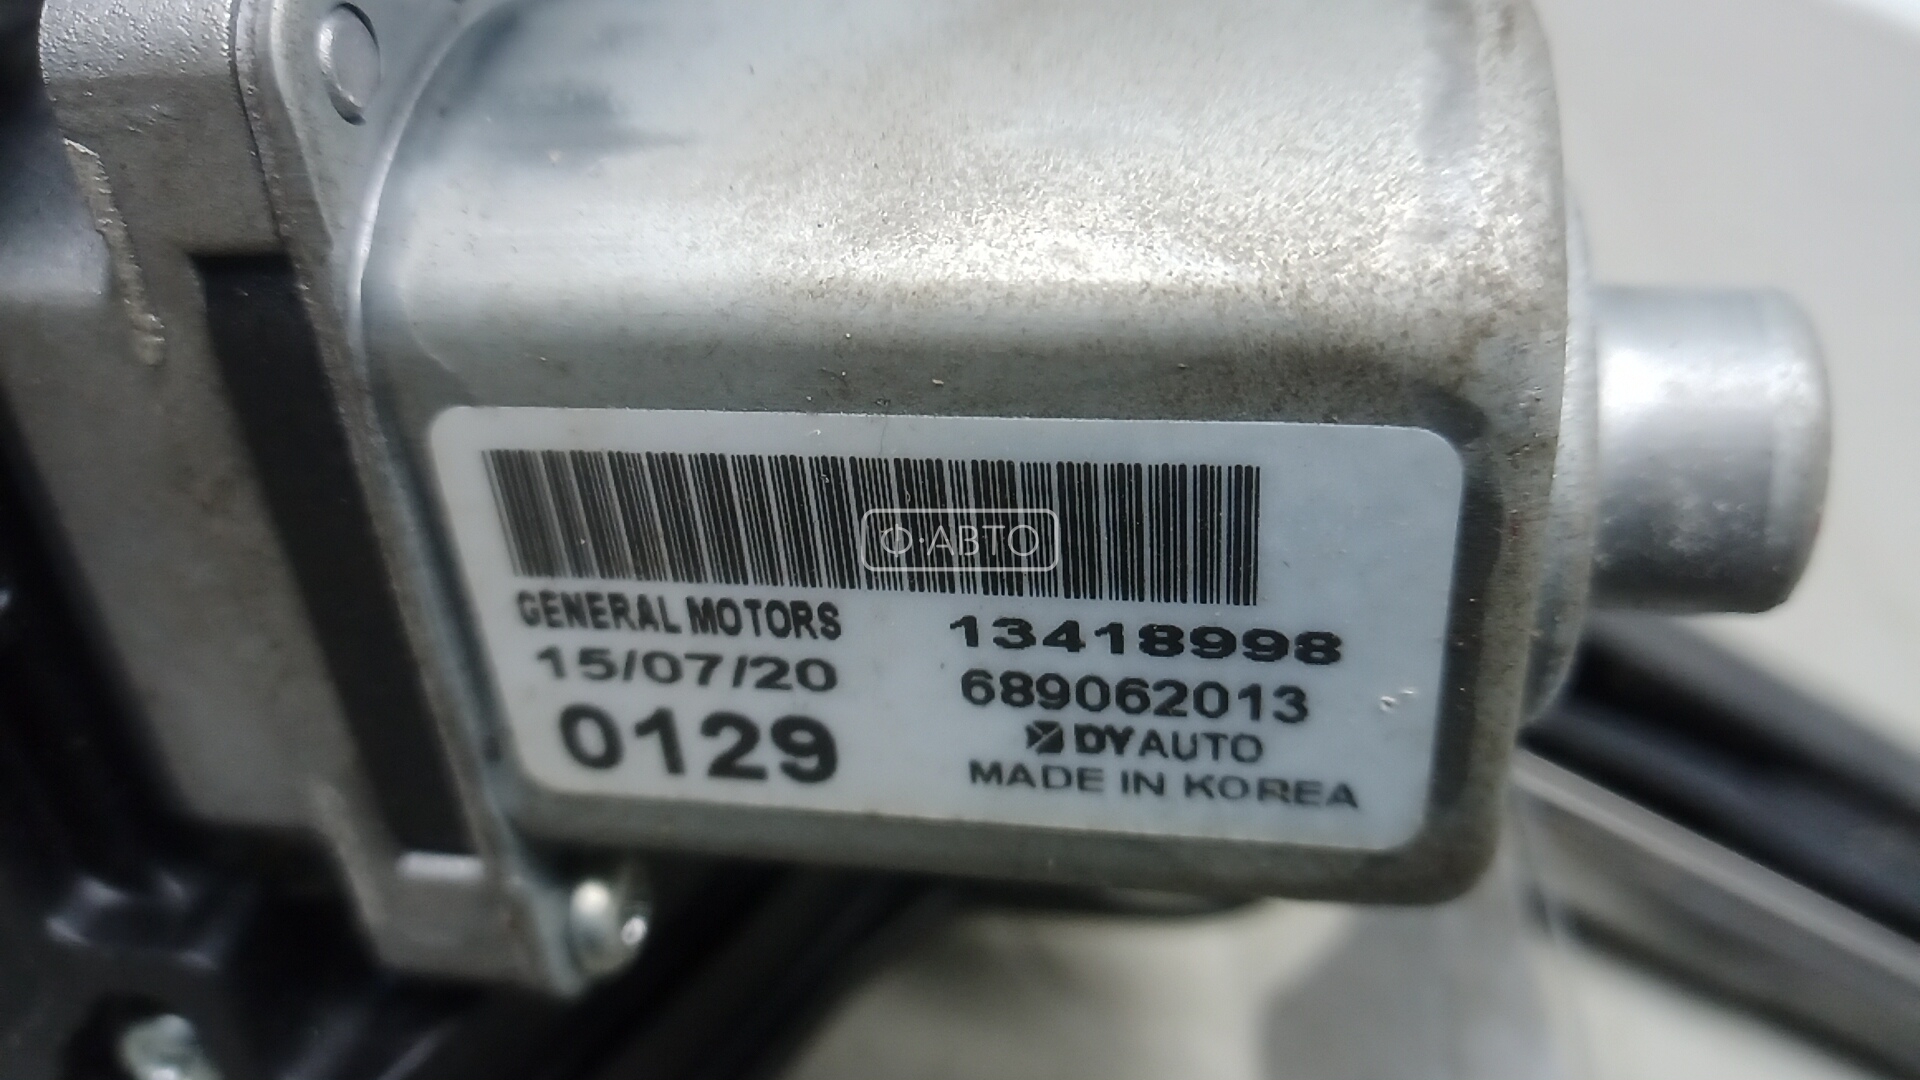 Ф·АВТО
GENERAL MOTORS
15/07/20
0129
13418998
689062013
DYAUTO
MADE IN KOREA